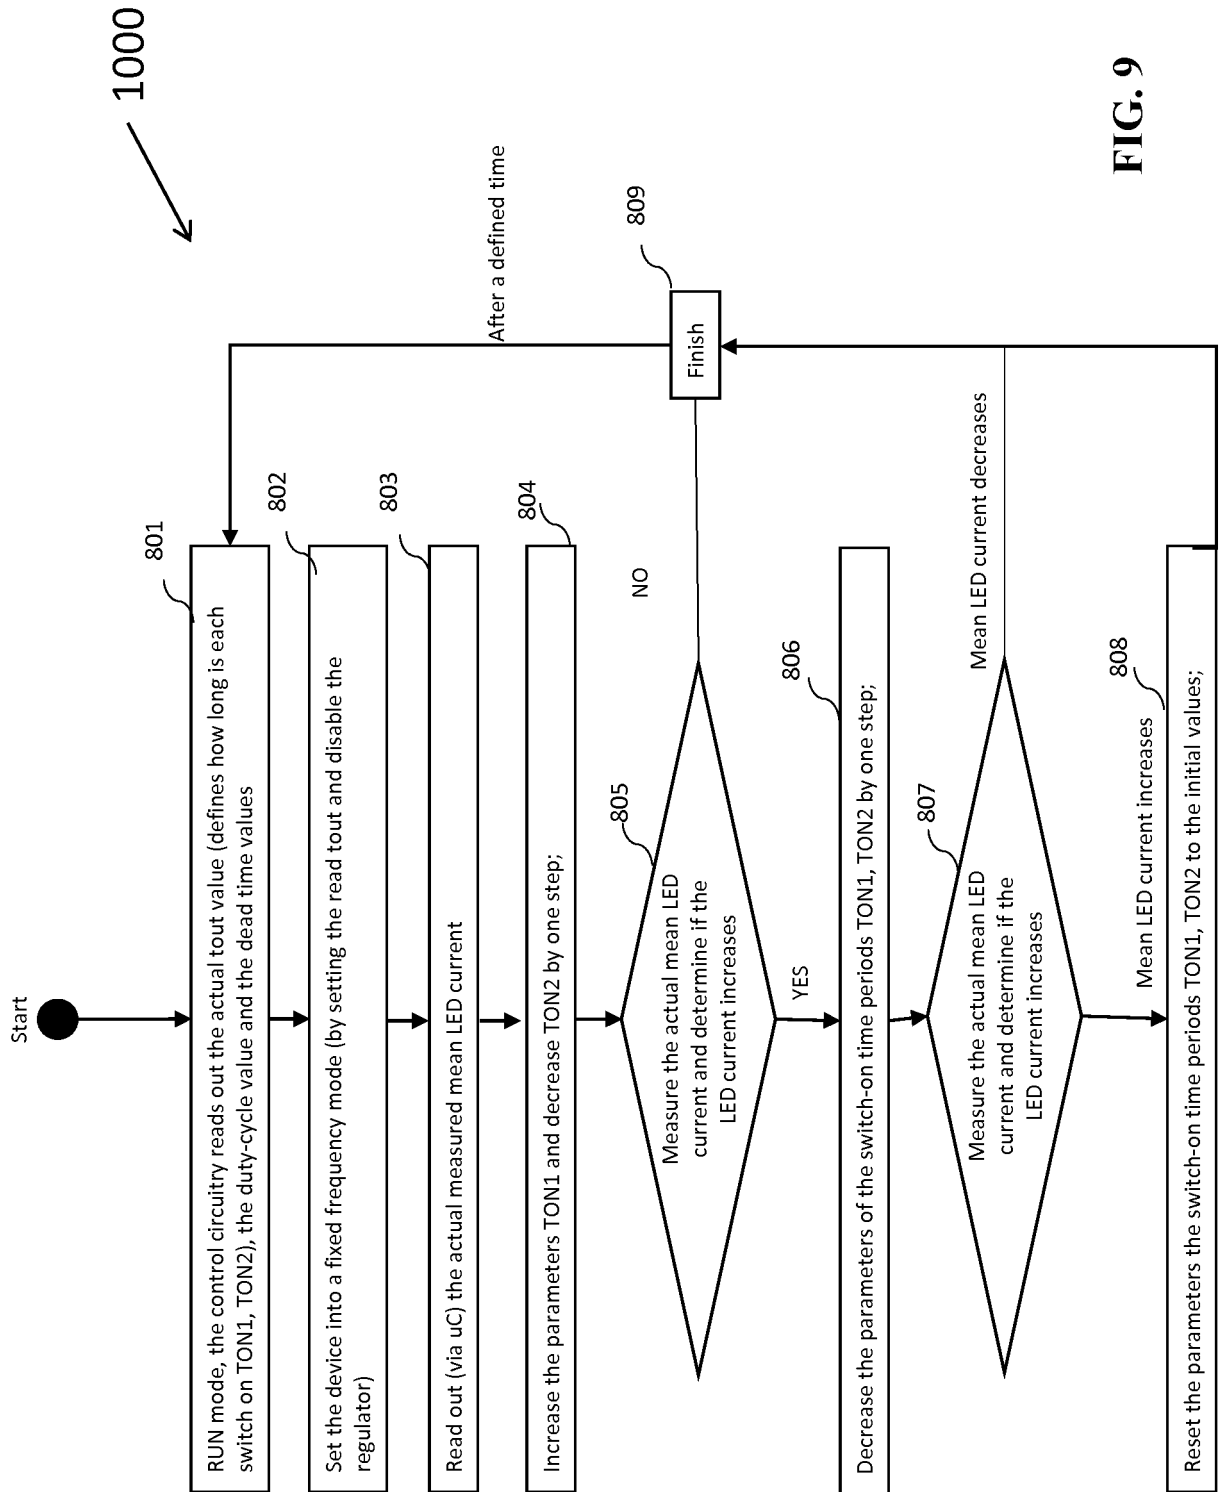 1000
Start
801
RUN mode, the control circuitry reads out the actual tout value (defines how long is each
switch on TON1, TON2), the duty-cycle value and the dead time values
802
Set the device into a fixed frequency mode (by setting the read tout and disable the
regulator)
After a defined time
803
Read out (via uC) the actual measured mean LED current
804
Increase the parameters TON1 and decrease TON2 by one step;
805
Measure the actual mean LED
current and determine if the
LED current increases
NO
809
Finish
YES
806
Decrease the parameters of the switch-on time periods TON1, TON2 by one step;
807
Measure the actual mean LED
current and determine if the
LED current increases
Mean LED current decreases
Mean LED current increases
808
Reset the parameters the switch-on time periods TON1, TON2 to the initial values;
FIG. 9